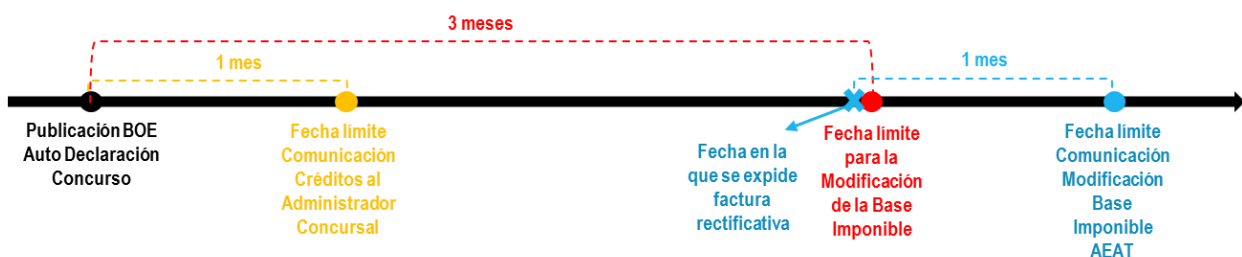 3 meses
1 mes
1 mes
Publicación BOE
Auto Declaración
Concurso
Fecha límite
Comunicación
Créditos al
Administrador
Concursal
Fecha en la
que se expide
factura
rectificativa
Fecha límite
para la
Modificación
de la Base
Imponible
Fecha límite
Comunicación
Modificación
Base
Imponible
AEAT